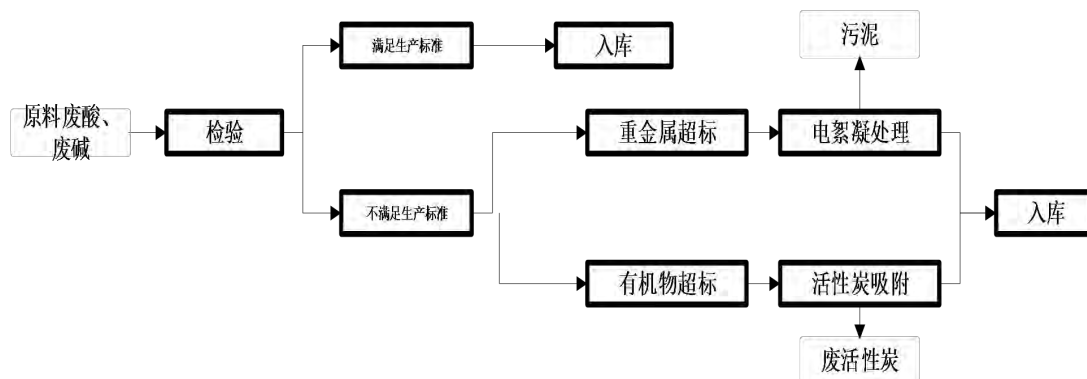 原料废酸、
废碱
检验
满足生产标准
入库
不满足生产标准
重金属超标
电絮凝处理
污泥
有机物超标
活性炭吸附
废活性炭
入库